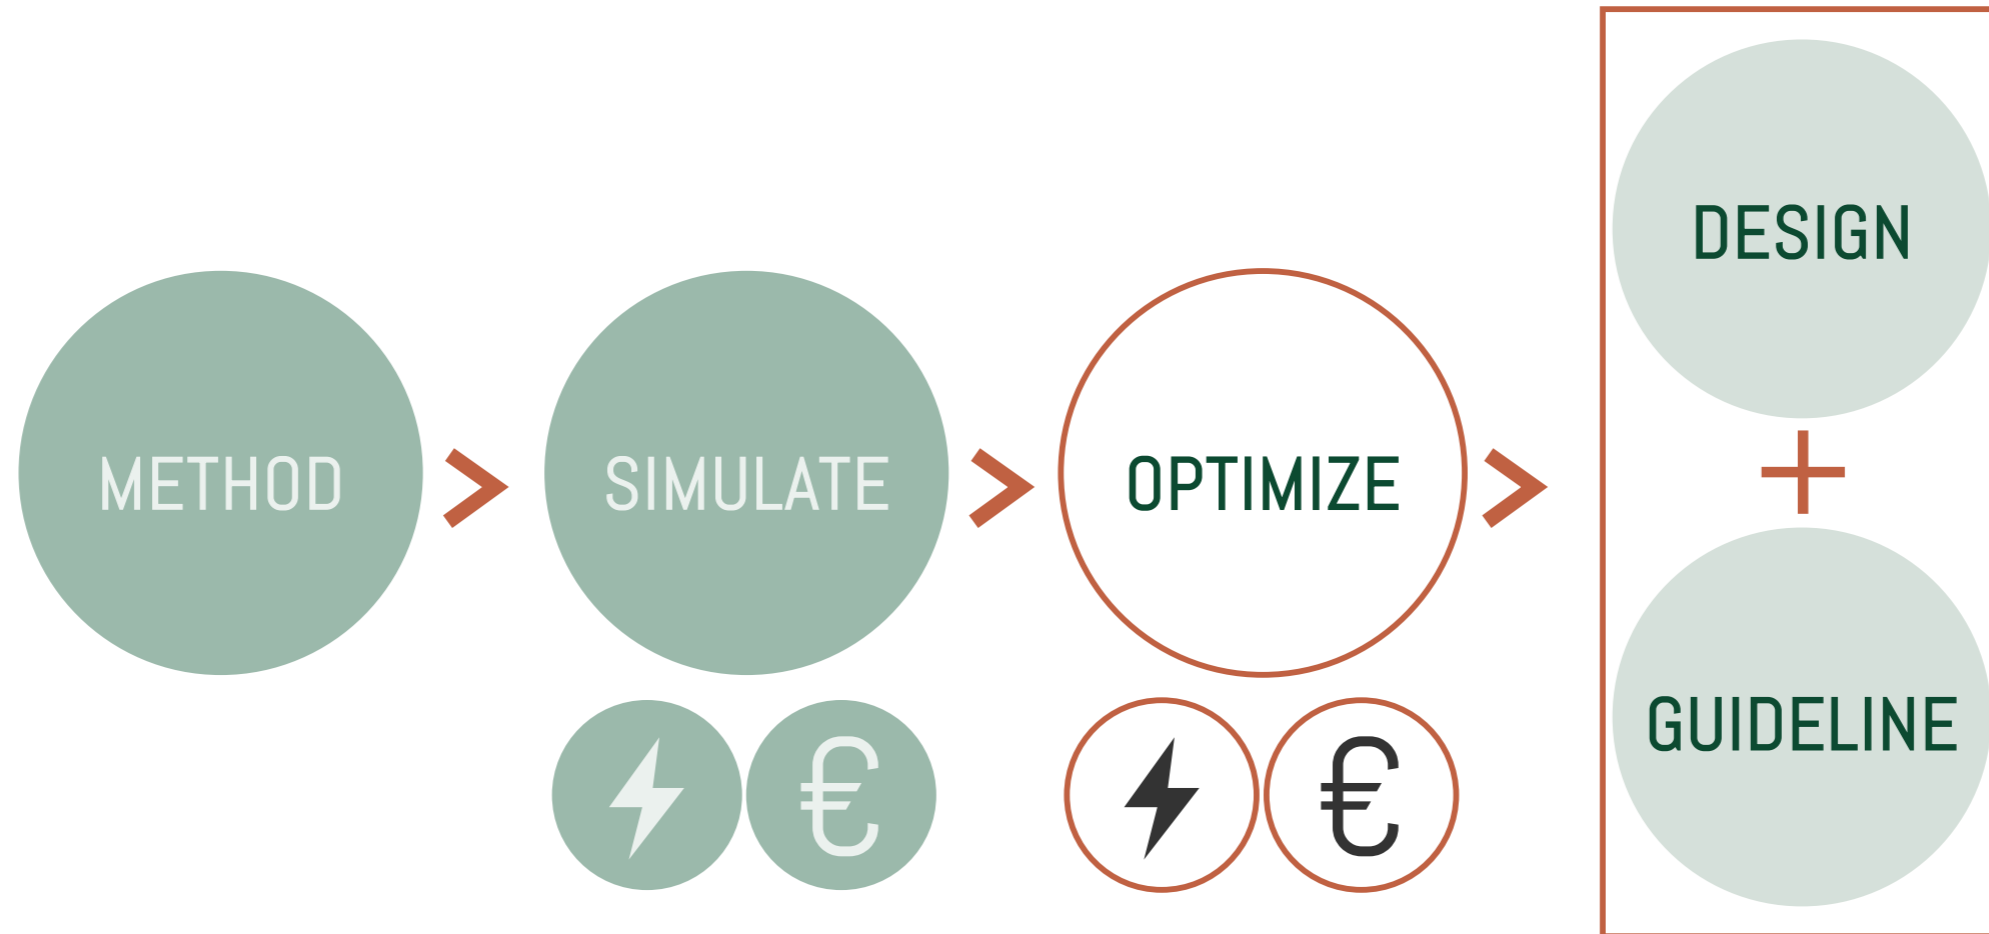 METHOD > SIMULATE > OPTIMIZE >
DESIGN
+
GUIDELINE
€ €